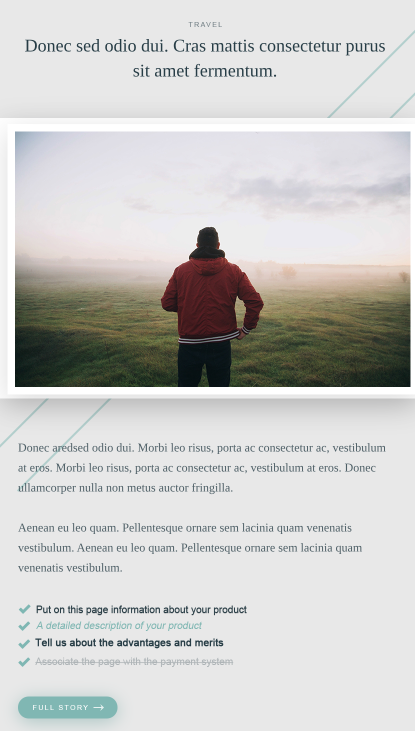 TRAVEL
Donec sed odio dui. Cras mattis consectetur purus
sit amet fermentum.
Donec aredsed odio dui. Morbi leo risus, porta ac consectetur ac, vestibulum
at eros. Morbi leo risus, porta ac consectetur ac, vestibulum at eros. Donec
ullamcorper nulla non metus auctor fringilla.
Aenean eu leo quam. Pellentesque ornare sem lacinia quam venenatis
vestibulum. Aenean eu leo quam. Pellentesque ornare sem lacinia quam
venenatis vestibulum.
Put on this page information about your product
A detailed description of your product
Tell us about the advantages and merits
Associate the page with the payment system
FULL STORY